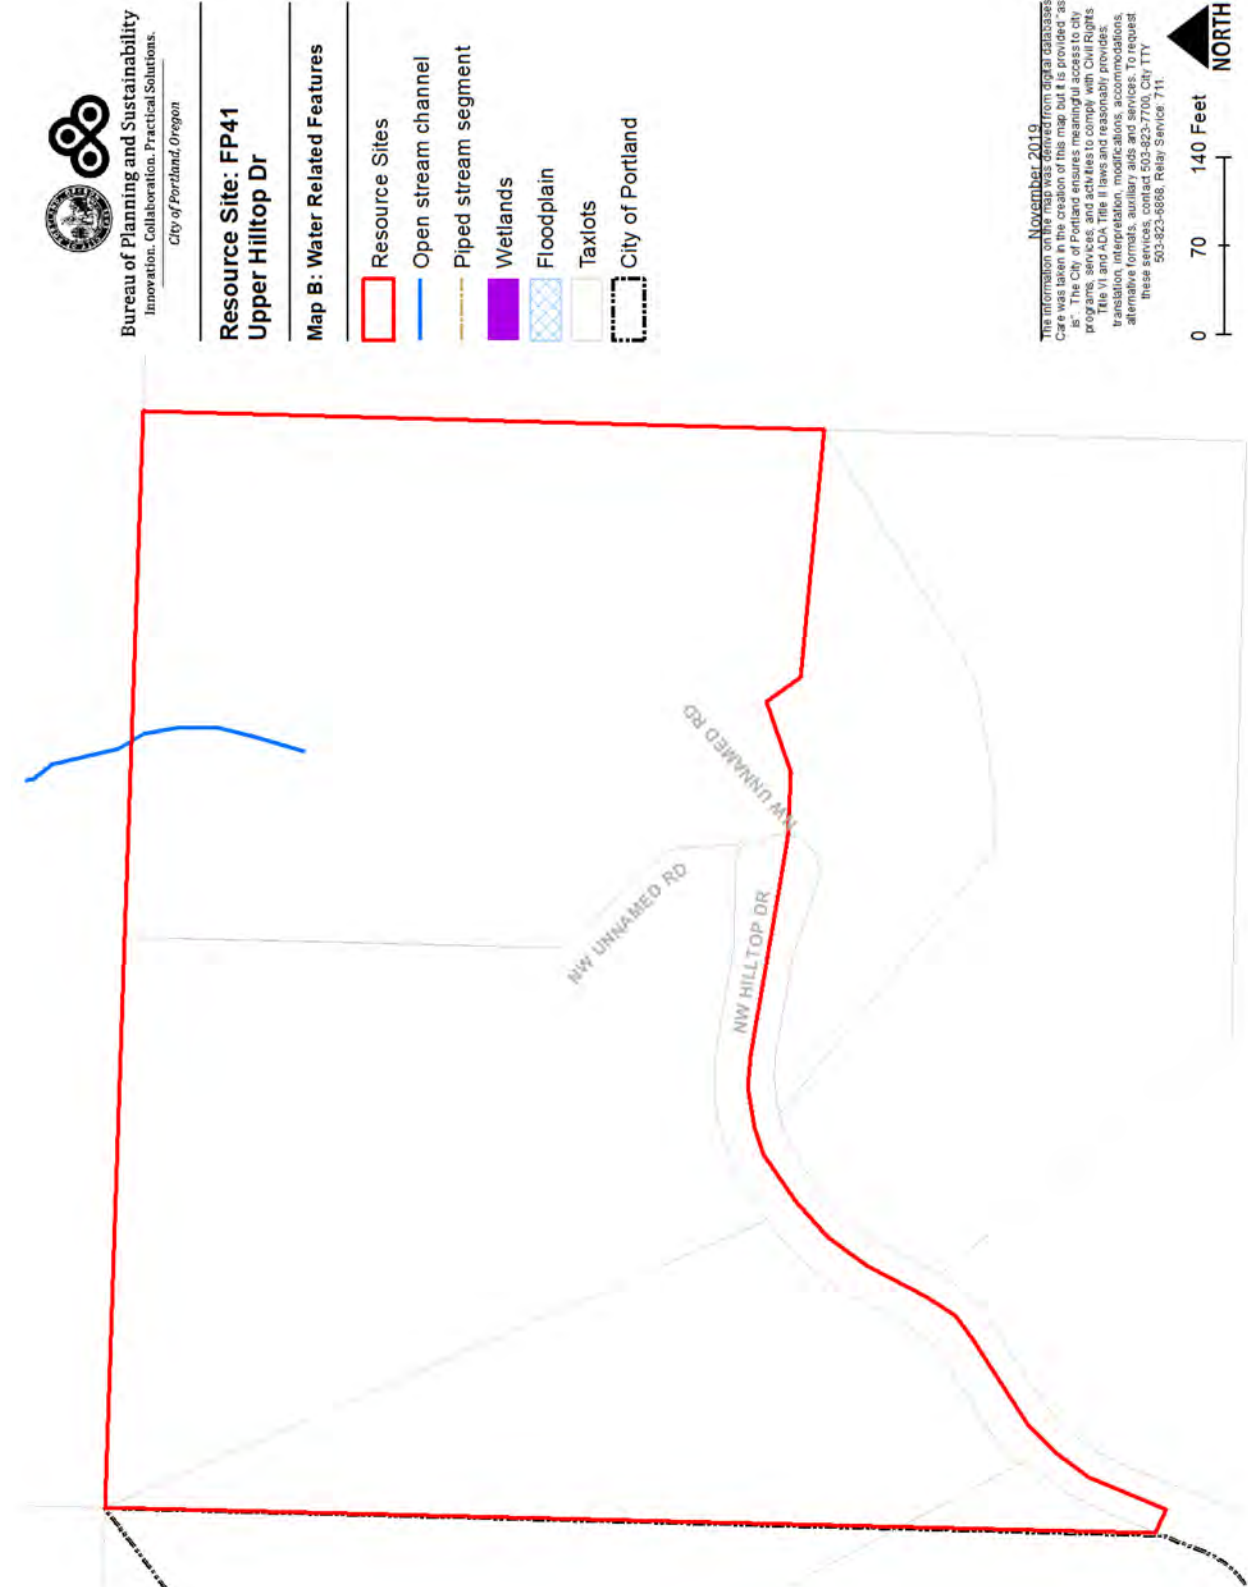 Bureau of Planning and Sustainability
Innovation. Collaboration. Practical Solutions.
City of Portland, Oregon
Resource Site: FP41
Upper Hilltop Dr
Map B: Water Related Features
Resource Sites
Open stream channel
Piped stream segment
Wetlands
Floodplain
Taxlots
City of Portland
November 2019
The information on the map was derived from digital databases
Care was taken in the creation of this map but it is provided "as
is". The City of Portland ensures meaningful access to city
programs, services, and activities to comply with Civil Rights
Title VI and ADA Title II laws and reasonably provides:
translation, interpretation, modifications, accommodations,
alternative formats, auxiliary aids and services. To request
these services, contact 503-823-7700, City TTY
503-823-6868, Relay Service: 711.
0 70 140 Feet
NORTH
NW UNNAMED RD
NW UNNAMED RD
NW HILLTOP DR